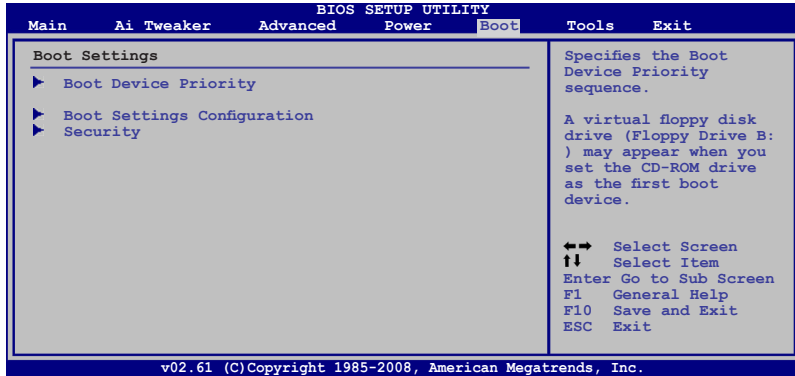 BIOS SETUP UTILITY
Main Ai Tweaker Advanced Power Boot Tools Exit
Boot Settings
Boot Device Priority
Boot Settings Configuration
Security
Specifies the Boot
Device Priority
sequence.
A virtual floppy disk
drive (Floppy Drive B:
) may appear when you
set the CD-ROM drive
as the first boot
device.
Select Screen
Select Item
Enter Go to Sub Screen
F1 General Help
F10 Save and Exit
ESC Exit
v02.61 (C)Copyright 1985-2008, American Megatrends, Inc.